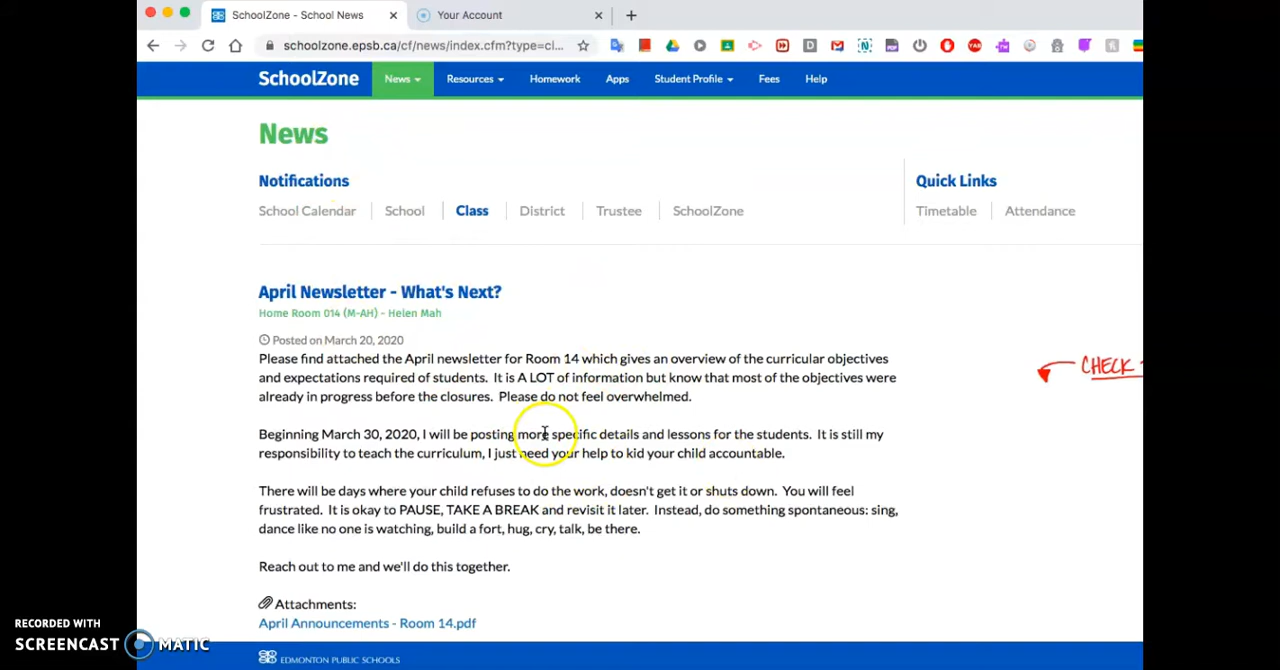 SchoolZone - School News
Your Account
schoolzone.epsb.ca/cf/news/index.cfm?type=cl...
SchoolZone News Resources Homework Apps Student Profile Fees Help
News
Notifications
School Calendar School Class District Trustee SchoolZone
Quick Links
Timetable Attendance
April Newsletter - What's Next?
Home Room 014 (M-AH) - Helen Mah
Posted on March 20, 2020
Please find attached the April newsletter for Room 14 which gives an overview of the curricular objectives
and expectations required of students. It is A LOT of information but know that most of the objectives were
already in progress before the closures. Please do not feel overwhelmed.
CHECK
Beginning March 30, 2020, I will be posting more specific details and lessons for the students. It is still my
responsibility to teach the curriculum, I just need your help to kid your child accountable.
There will be days where your child refuses to do the work, doesn't get it or shuts down. You will feel
frustrated. It is okay to PAUSE, TAKE A BREAK and revisit it later. Instead, do something spontaneous: sing,
dance like no one is watching, build a fort, hug, cry, talk, be there.
Reach out to me and we'll do this together.
Attachments:
April Announcements - Room 14.pdf
EDMONTON PUBLIC SCHOOLS
RECORDED WITH
SCREENCAST MATIC